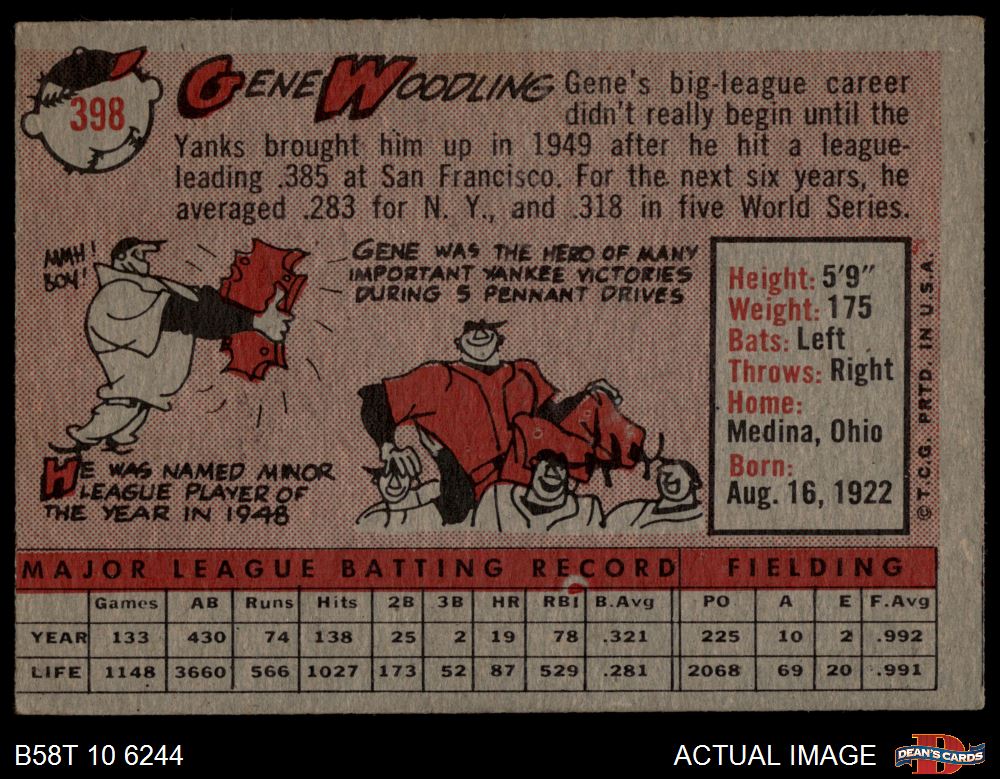 398
GENE WOODLING
Gene's big-league career
didn't really begin until the
Yanks brought him up in 1949 after he hit a league-
leading .385 at San Francisco. For the next six years, he
averaged .283 for N. Y., and .318 in five World Series.
MMH!
BOY!
GENE WAS THE HERO OF MANY
IMPORTANT YANKEE VICTORIES
DURING 5 PENNANT DRIVES
HE WAS NAMED MINOR
LEAGUE PLAYER OF
THE YEAR IN 1948
Height: 5'9"
Weight: 175
Bats: Left
Throws: Right
Home:
Medina, Ohio
Born:
Aug. 16, 1922
© T.C.G. PRTD. IN U.S.A.
MAJOR LEAGUE BATTING RECORD FIELDING
Games AB Runs Hits 2B 3B HR RBI B.Avg PO A E F.Avg
YEAR 133 430 74 138 25 2 19 78 .321 225 10 2 .992
LIFE 1148 3660 566 1027 173 52 87 529 .281 2068 69 20 .991
B58T 10 6244
ACTUAL IMAGE
D
DEAN'S CARDS